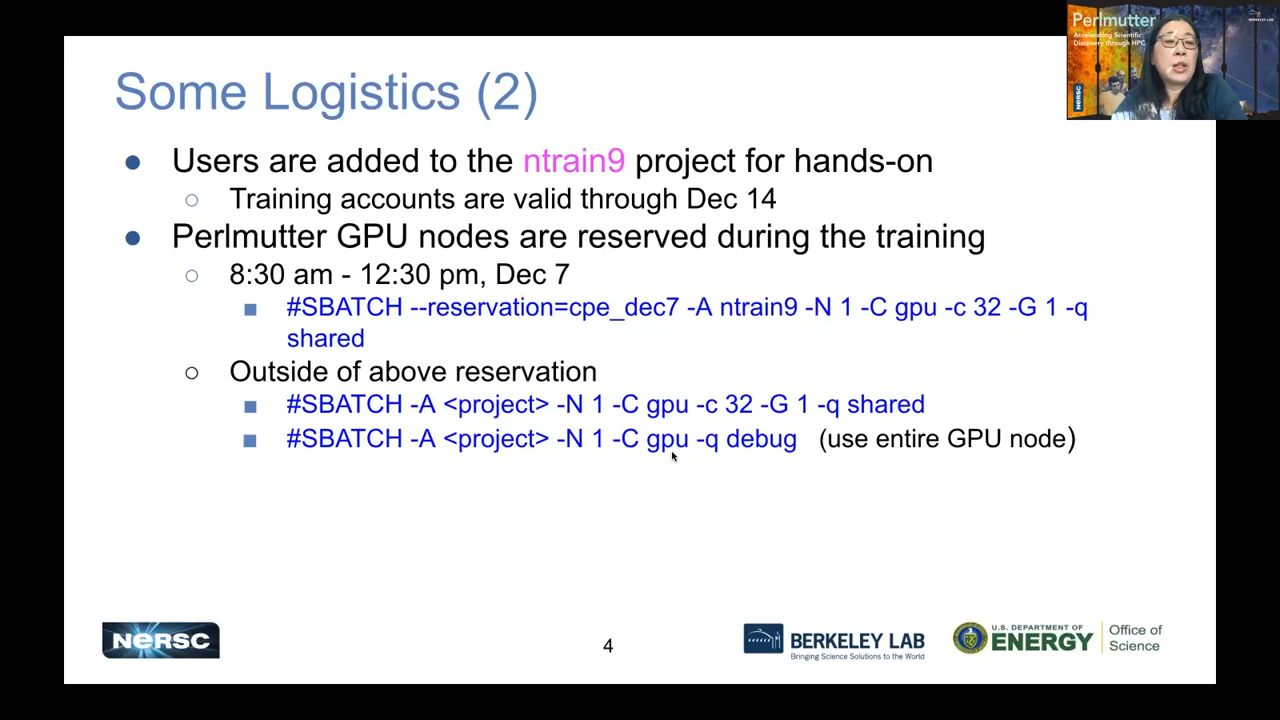 Perlmutter
Accelerating Scientific
Discovery through HPC
BERKELEY LAB
NERSC
Some Logistics (2)
● Users are added to the ntrain9 project for hands-on
○ Training accounts are valid through Dec 14
● Perlmutter GPU nodes are reserved during the training
○ 8:30 am - 12:30 pm, Dec 7
■ #SBATCH --reservation=cpe_dec7 -A ntrain9 -N 1 -C gpu -c 32 -G 1 -q
shared
○ Outside of above reservation
■ #SBATCH -A <project> -N 1 -C gpu -c 32 -G 1 -q shared
■ #SBATCH -A <project> -N 1 -C gpu -q debug (use entire GPU node)
NERSC
4
BERKELEY LAB
Bringing Science Solutions to the World
U.S. DEPARTMENT OF
ENERGY
Office of
Science